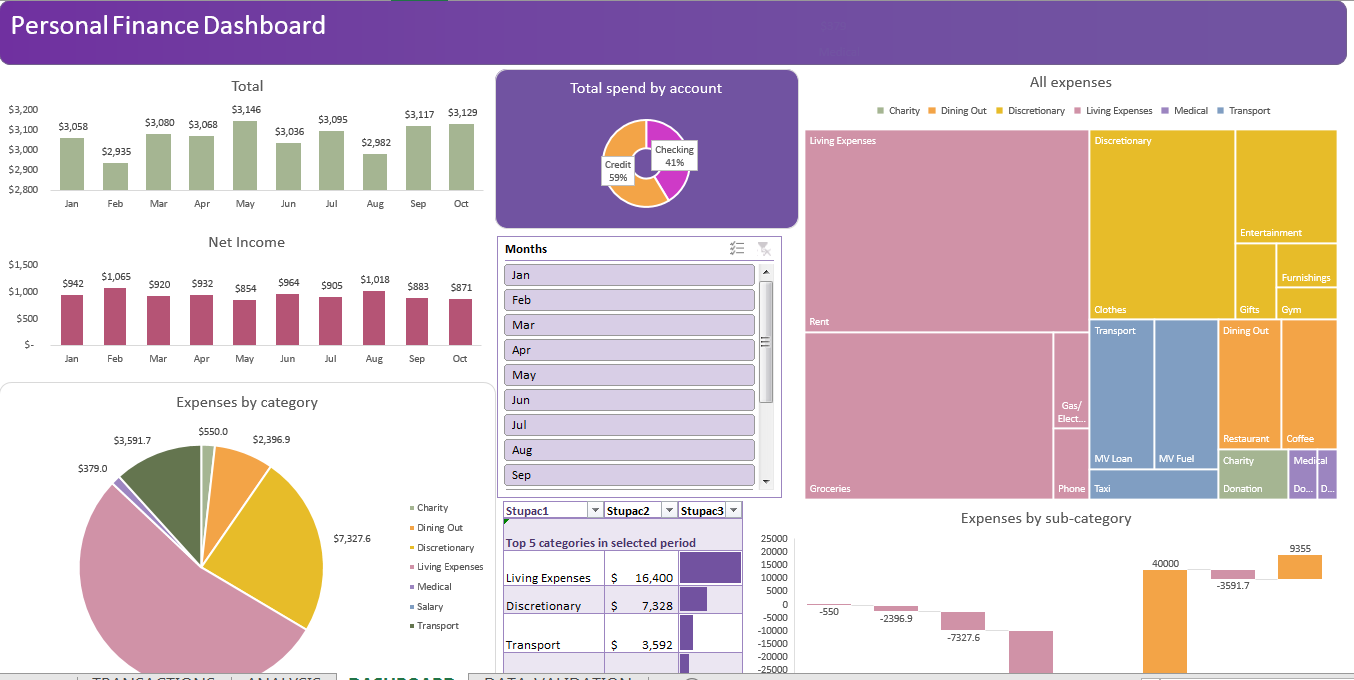 Personal Finance Dashboard
Total
$3,200
$3,100
$3,000
$2,900
$2,800
$3,058
$2,935
$3,080
$3,068
$3,146
$3,036
$3,095
$2,982
$3,117
$3,129
Jan Feb Mar Apr May Jun Jul Aug Sep Oct
Net Income
$1,500
$1,000
$500
$-
$942
$1,065
$920
$932
$854
$964
$905
$1,018
$883
$871
Jan Feb Mar Apr May Jun Jul Aug Sep Oct
Expenses by category
$550.0
$2,396.9
$7,327.6
$379.0
$3,591.7
Charity
Dining Out
Discretionary
Living Expenses
Medical
Salary
Transport
Total spend by account
Checking
41%
Credit
59%
Months
Jan
Feb
Mar
Apr
May
Jun
Jul
Aug
Sep
Stupac1 Stupac2 Stupac3
Top 5 categories in selected period
Living Expenses $ 16,400
Discretionary $ 7,328
Transport $ 3,592
All expenses
Charity Dining Out Discretionary Living Expenses Medical Transport
Living Expenses
Rent
Groceries
Gas/
Elect...
Phone
Discretionary
Clothes
Entertainment
Gifts
Furnishings
Gym
Transport
MV Loan
MV Fuel
Taxi
Dining Out
Restaurant
Coffee
Charity
Donation
Medical
Do...
D...
Expenses by sub-category
25000
20000
15000
10000
5000
0
-5000
-10000
-15000
-20000
-25000
-550
-2396.9
-7327.6
40000
-3591.7
9355
TRANSACTIONS ANALYSIS DASHBOARD DATA VALIDATION